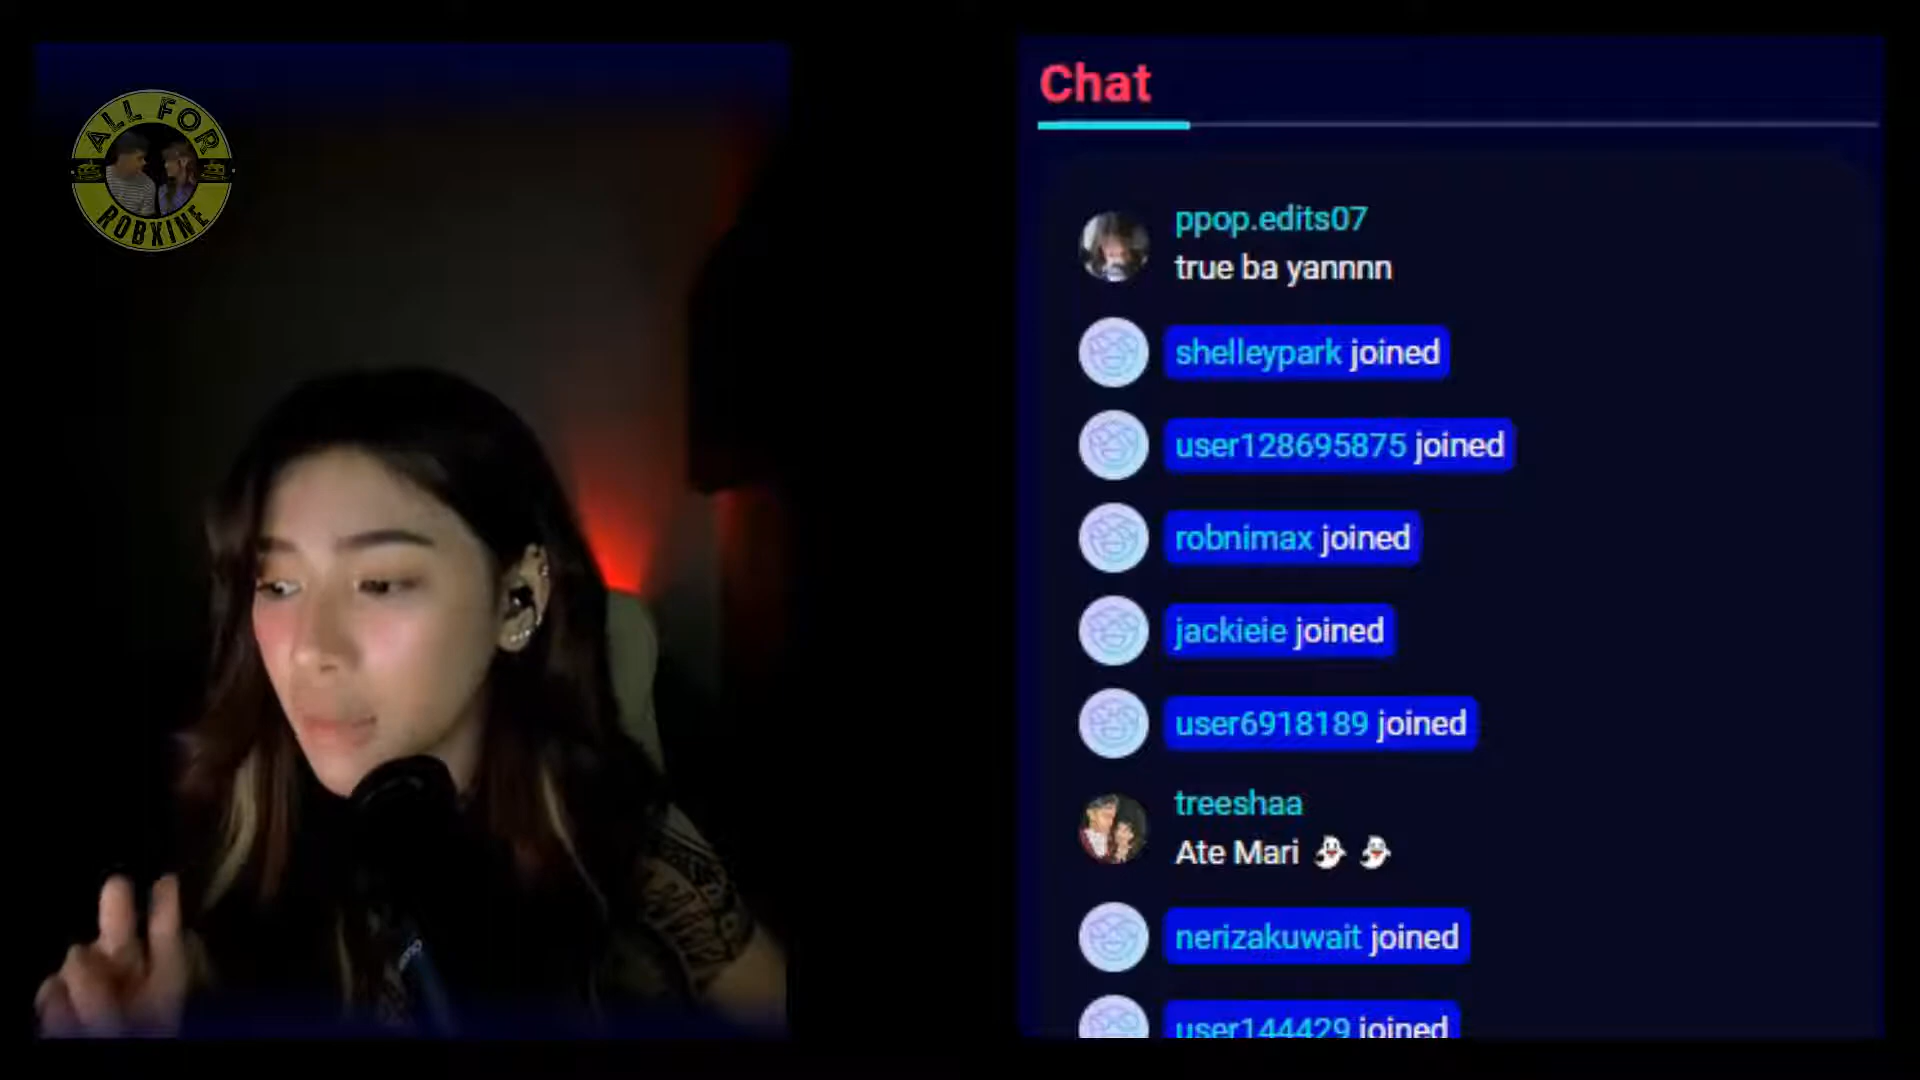 ALL FOR
ROBXINE
Chat
ppop.edits07
true ba yannnn
shelleypark joined
user128695875 joined
robnimax joined
jackieie joined
user6918189 joined
treeshaa
Ate Mari 👻 👻
nerizakuwait joined
user144429 joined